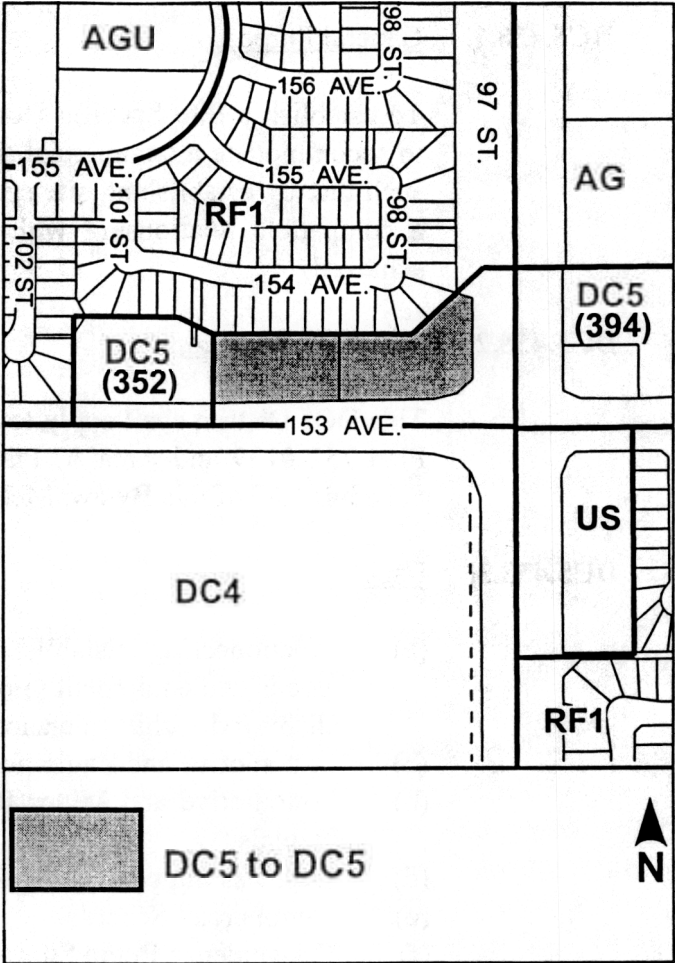 AGU
98 ST.
156 AVE.
97 ST.
155 AVE.
155 AVE.
AG
101 ST.
RF1
98 ST.
102 ST
154 AVE.
DC5
(394)
DC5
(352)
153 AVE.
US
DC4
RF1
DC5 to DC5
N